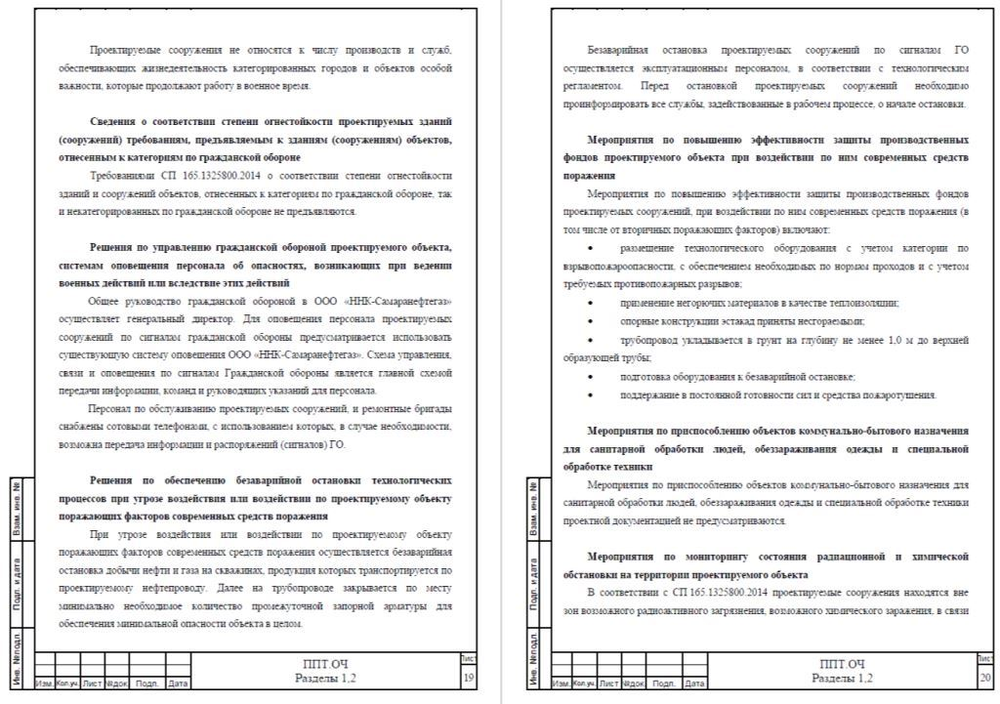 Проектируемые сооружения не относятся к числу производств и служб,
обеспечивающих жизнедеятельность категорированных городов и объектов особой
важности, которые продолжают работу в военное время.
Сведения о соответствии степени огнестойкости проектируемых зданий
(сооружений) требованиям, предъявляемым к зданиям (сооружениям) объектов,
отнесенным к категориям по гражданской обороне
Требованиями СП 165.1325800.2014 о соответствии степени огнестойкости
зданий и сооружений объектов, отнесенных к категориям по гражданской обороне, так
и некатегорированных по гражданской обороне не предъявляются.
Решения по управлению гражданской обороной проектируемого объекта,
системам оповещения персонала об опасностях, возникающих при ведении
военных действий или вследствие этих действий
Общее руководство гражданской обороной в ООО «ННК-Самаранефтегаз»
осуществляет генеральный директор. Для оповещения персонала проектируемых
сооружений по сигналам гражданской обороны предусматривается использовать
существующую систему оповещения ООО «ННК-Самаранефтегаз». Схема управления,
связи и оповещения по сигналам Гражданской обороны является главной схемой
передачи информации, команд и руководящих указаний для персонала.
Персонал по обслуживанию проектируемых сооружений, и ремонтные бригады
снабжены сотовыми телефонами, с использованием которых, в случае необходимости,
возможна передача информации и распоряжений (сигналов) ГО.
Решения по обеспечению безаварийной остановки технологических
процессов при угрозе воздействия или воздействии по проектируемому объекту
поражающих факторов современных средств поражения
При угрозе воздействия или воздействии по проектируемому объекту
поражающих факторов современных средств поражения осуществляется безаварийная
остановка добычи нефти и газа на скважинах, продукция которых транспортируется по
проектируемому нефтепроводу. Далее на трубопроводе закрывается по месту
минимально необходимое количество промежуточной запорной арматуры для
обеспечения минимальной опасности объекта в целом.
Взам. инв. №
Подп. и дата
Инв. №подл.
Изм. Кол.уч. Лист №док. Подп. Дата
ППТ.ОЧ
Разделы 1,2
Лист
19
Безаварийная остановка проектируемых сооружений по сигналам ГО
осуществляется эксплуатационным персоналом, в соответствии с технологическим
регламентом. Перед остановкой проектируемых сооружений необходимо
проинформировать все службы, задействованные в рабочем процессе, о начале остановки.
Мероприятия по повышению эффективности защиты производственных
фондов проектируемого объекта при воздействии по ним современных средств
поражения
Мероприятия по повышению эффективности защиты производственных фондов
проектируемых сооружений, при воздействии по ним современных средств поражения (в
том числе от вторичных поражающих факторов) включают:
• размещение технологического оборудования с учетом категории по
взрывопожароопасности, с обеспечением необходимых по нормам проходов и с учетом
требуемых противопожарных разрывов;
• применение негорючих материалов в качестве теплоизоляции;
• опорные конструкции эстакад приняты несгораемыми;
• трубопровод укладывается в грунт на глубину не менее 1,0 м до верхней
образующей трубы;
• подготовка оборудования к безаварийной остановке;
• поддержание в постоянной готовности сил и средства пожаротушения.
Мероприятия по приспособлению объектов коммунально-бытового назначения
для санитарной обработки людей, обеззараживания одежды и специальной
обработке техники
Мероприятия по приспособлению объектов коммунально-бытового назначения для
санитарной обработки людей, обеззараживания одежды и специальной обработке техники
проектной документацией не предусматриваются.
Мероприятия по мониторингу состояния радиационной и химической
обстановки на территории проектируемого объекта
В соответствии с СП 165.1325800.2014 проектируемые сооружения находятся вне
зон возможного радиоактивного загрязнения, возможного химического заражения, в связи
Взам. инв. №
Подп. и дата
Инв. №подл.
Изм. Кол.уч. Лист №док. Подп. Дата
ППТ.ОЧ
Разделы 1,2
Лист
20